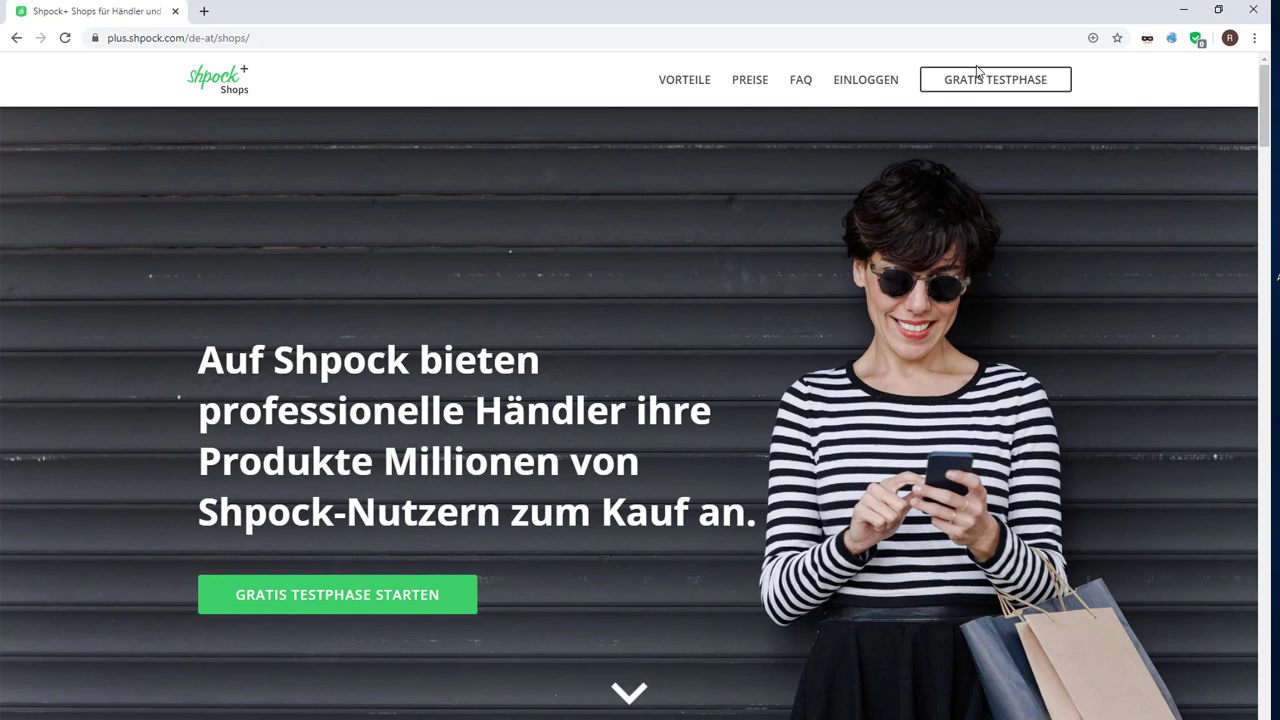 Shpock+ Shops für Händler und
plus.shpock.com/de-at/shops/
R
0
shpock+
Shops
VORTEILE
PREISE
FAQ
EINLOGGEN
GRATIS TESTPHASE
Auf Shpock bieten
professionelle Händler ihre
Produkte Millionen von
Shpock-Nutzern zum Kauf an.
GRATIS TESTPHASE STARTEN